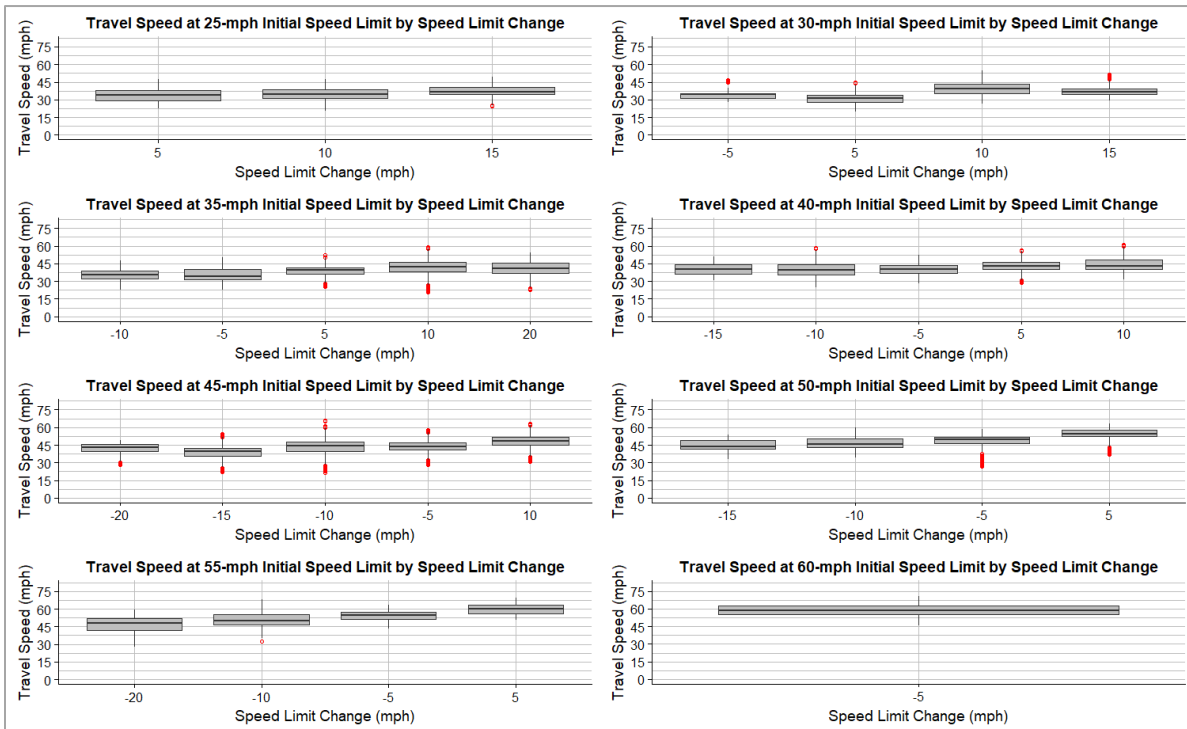 Travel Speed at 25-mph Initial Speed Limit by Speed Limit Change
Travel Speed (mph)
75
60
45
30
15
0
5 10 15
Speed Limit Change (mph)
Travel Speed at 30-mph Initial Speed Limit by Speed Limit Change
Travel Speed (mph)
75
60
45
30
15
0
-5 5 10 15
Speed Limit Change (mph)
Travel Speed at 35-mph Initial Speed Limit by Speed Limit Change
Travel Speed (mph)
75
60
45
30
15
0
-10 -5 5 10 20
Speed Limit Change (mph)
Travel Speed at 40-mph Initial Speed Limit by Speed Limit Change
Travel Speed (mph)
75
60
45
30
15
0
-15 -10 -5 5 10
Speed Limit Change (mph)
Travel Speed at 45-mph Initial Speed Limit by Speed Limit Change
Travel Speed (mph)
75
60
45
30
15
0
-20 -15 -10 -5 10
Speed Limit Change (mph)
Travel Speed at 50-mph Initial Speed Limit by Speed Limit Change
Travel Speed (mph)
75
60
45
30
15
0
-15 -10 -5 5
Speed Limit Change (mph)
Travel Speed at 55-mph Initial Speed Limit by Speed Limit Change
Travel Speed (mph)
75
60
45
30
15
0
-20 -10 -5 5
Speed Limit Change (mph)
Travel Speed at 60-mph Initial Speed Limit by Speed Limit Change
Travel Speed (mph)
75
60
45
30
15
0
-5
Speed Limit Change (mph)